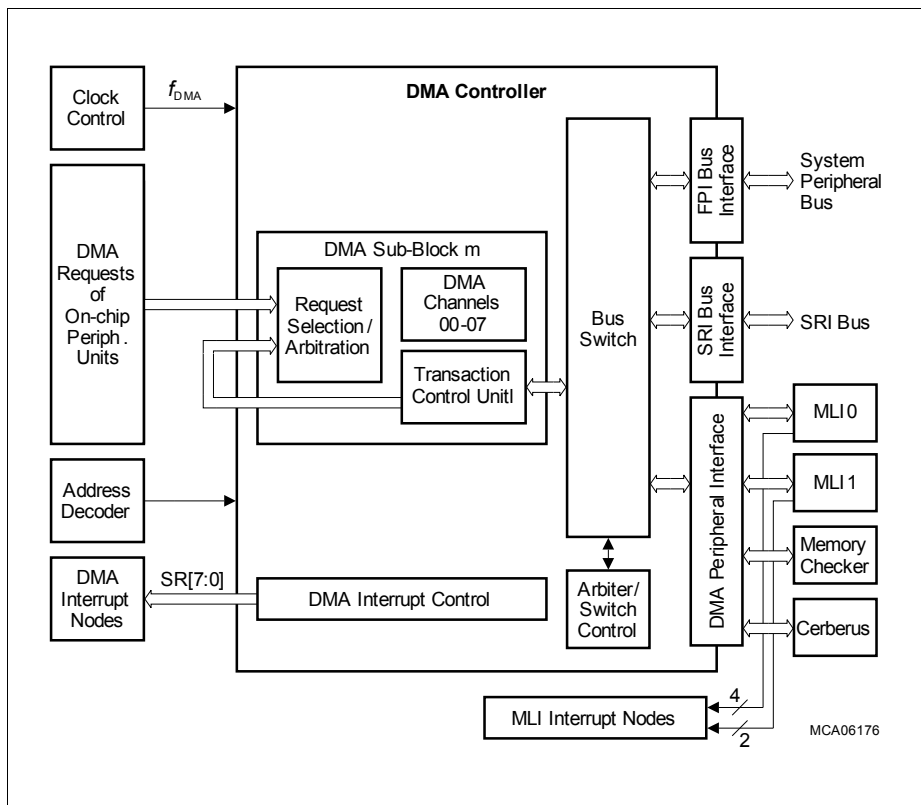 Clock
Control
fDMA
DMA Controller
DMA
Requests
of
On-chip
Periph .
Units
DMA Sub-Block m
Request
Selection /
Arbitration
DMA
Channels
00-07
Transaction
Control Unitl
Bus
Switch
FPI Bus
Interface
System
Peripheral
Bus
SRI Bus
Interface
SRI Bus
DMA Peripheral Interface
MLI 0
MLI 1
Memory
Checker
Cerberus
Address
Decoder
DMA
Interrupt
Nodes
SR[7:0]
DMA Interrupt Control
Arbiter/
Switch
Control
MLI Interrupt Nodes
4
2
MCA06176